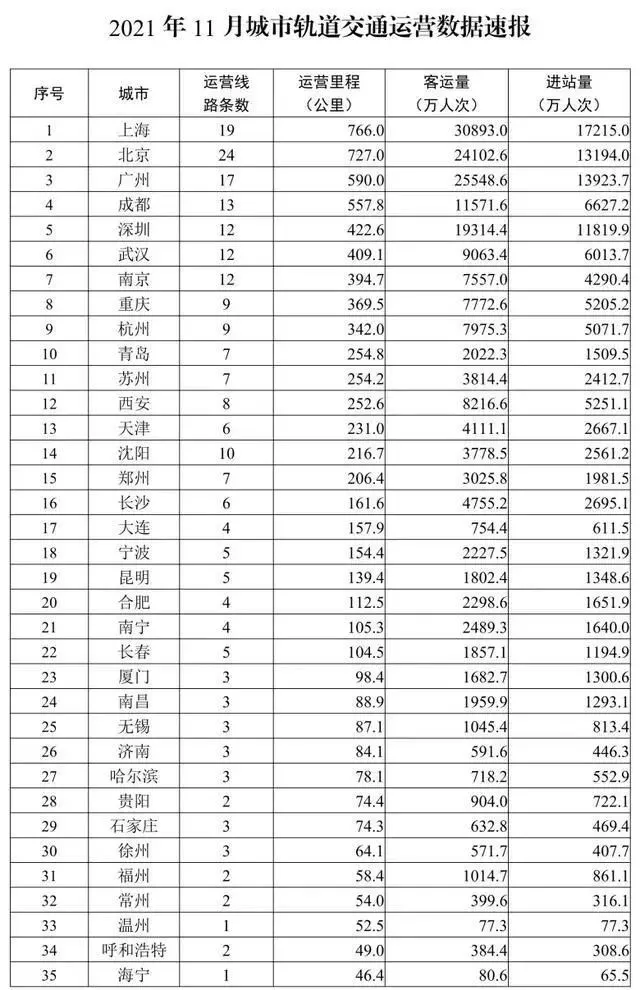 2021 年 11 月城市轨道交通运营数据速报
序号 城市 运营线路条数 运营里程（公里） 客运量（万人次） 进站量（万人次）
1 上海 19 766.0 30893.0 17215.0
2 北京 24 727.0 24102.6 13194.0
3 广州 17 590.0 25548.6 13923.7
4 成都 13 557.8 11571.6 6627.2
5 深圳 12 422.6 19314.4 11819.9
6 武汉 12 409.1 9063.4 6013.7
7 南京 12 394.7 7557.0 4290.4
8 重庆 9 369.5 7772.6 5205.2
9 杭州 9 342.0 7975.3 5071.7
10 青岛 7 254.8 2022.3 1509.5
11 苏州 7 254.2 3814.4 2412.7
12 西安 8 252.6 8216.6 5251.1
13 天津 6 231.0 4111.1 2667.1
14 沈阳 10 216.7 3778.5 2561.2
15 郑州 7 206.4 3025.8 1981.5
16 长沙 6 161.6 4755.2 2695.1
17 大连 4 157.9 754.4 611.5
18 宁波 5 154.4 2227.5 1321.9
19 昆明 5 139.4 1802.4 1348.6
20 合肥 4 112.5 2298.6 1651.9
21 南宁 4 105.3 2489.3 1640.0
22 长春 5 104.5 1857.1 1194.9
23 厦门 3 98.4 1682.7 1300.6
24 南昌 3 88.9 1959.9 1293.1
25 无锡 3 87.1 1045.4 813.4
26 济南 3 84.1 591.6 446.3
27 哈尔滨 3 78.1 718.2 552.9
28 贵阳 2 74.4 904.0 722.1
29 石家庄 3 74.3 632.8 469.4
30 徐州 3 64.1 571.7 407.7
31 福州 2 58.4 1014.7 861.1
32 常州 2 54.0 399.6 316.1
33 温州 1 52.5 77.3 77.3
34 呼和浩特 2 49.0 384.4 308.6
35 海宁 1 46.4 80.6 65.5